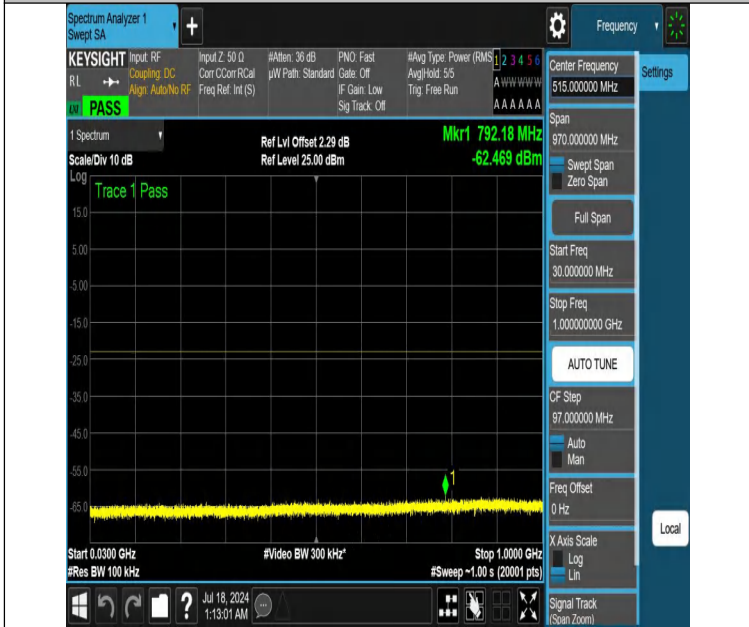 Spectrum Analyzer 1
Swept SA
Frequency
KEYSIGHT
RL
LXI
PASS
Input: RF
Coupling: DC
Align: Auto/No RF
Input Z: 50 Ω
Corr CCorr RCal
Freq Ref: Int (S)
#Atten: 36 dB
µW Path: Standard
PNO: Fast
Gate: Off
IF Gain: Low
Sig Track: Off
#Avg Type: Power (RMS
Avg|Hold: 5/5
Trig: Free Run
1 2 3 4 5 6
A W W W W W
A A A A A A
1 Spectrum
Scale/Div 10 dB
Ref Lvl Offset 2.29 dB
Ref Level 25.00 dBm
Mkr1 792.18 MHz
-62.469 dBm
Log
Trace 1 Pass
15.0
5.00
-5.00
-15.0
-25.0
-35.0
-45.0
-55.0
-65.0
1
Start 0.0300 GHz
#Video BW 300 kHz*
Stop 1.0000 GHz
#Res BW 100 kHz
#Sweep ~1.00 s (20001 pts)
?
Jul 18, 2024
1:13:01 AM
Center Frequency
515.000000 MHz
Settings
Span
970.000000 MHz
Swept Span
Zero Span
Full Span
Start Freq
30.000000 MHz
Stop Freq
1.000000000 GHz
AUTO TUNE
CF Step
97.000000 MHz
Auto
Man
Freq Offset
0 Hz
X Axis Scale
Log
Lin
Local
Signal Track
(Span Zoom)